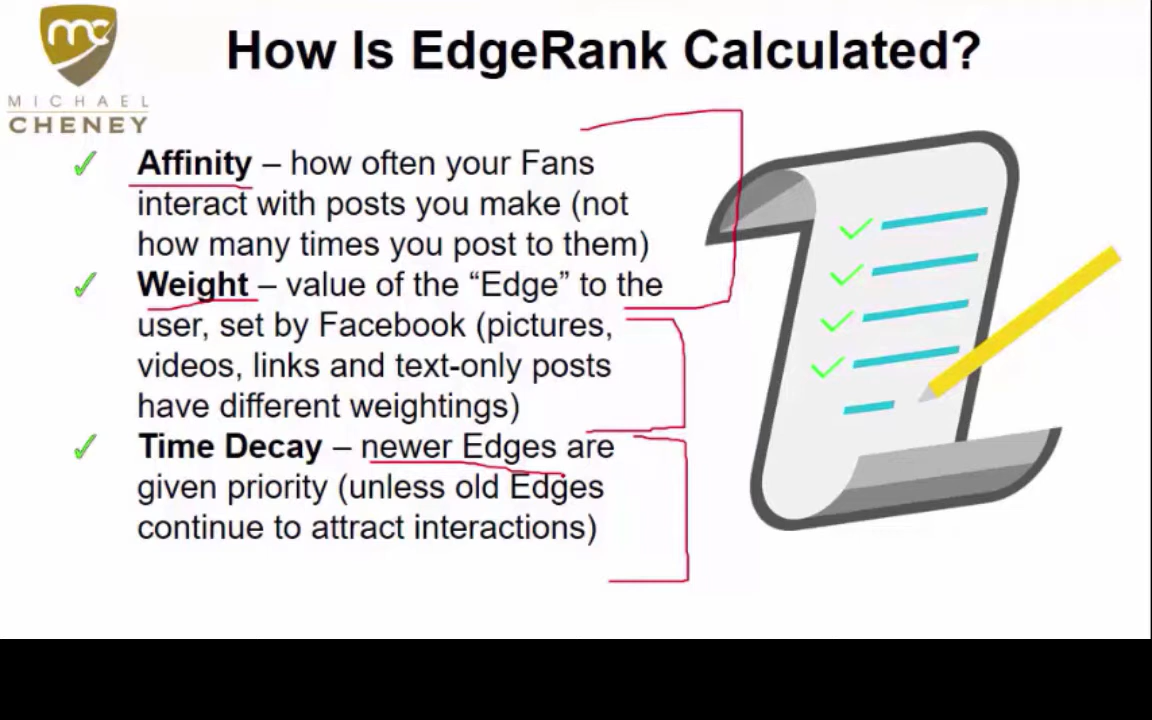 mc
MICHAEL
CHENEY
How Is EdgeRank Calculated?
Affinity – how often your Fans
interact with posts you make (not
how many times you post to them)
Weight – value of the “Edge” to the
user, set by Facebook (pictures,
videos, links and text-only posts
have different weightings)
Time Decay – newer Edges are
given priority (unless old Edges
continue to attract interactions)